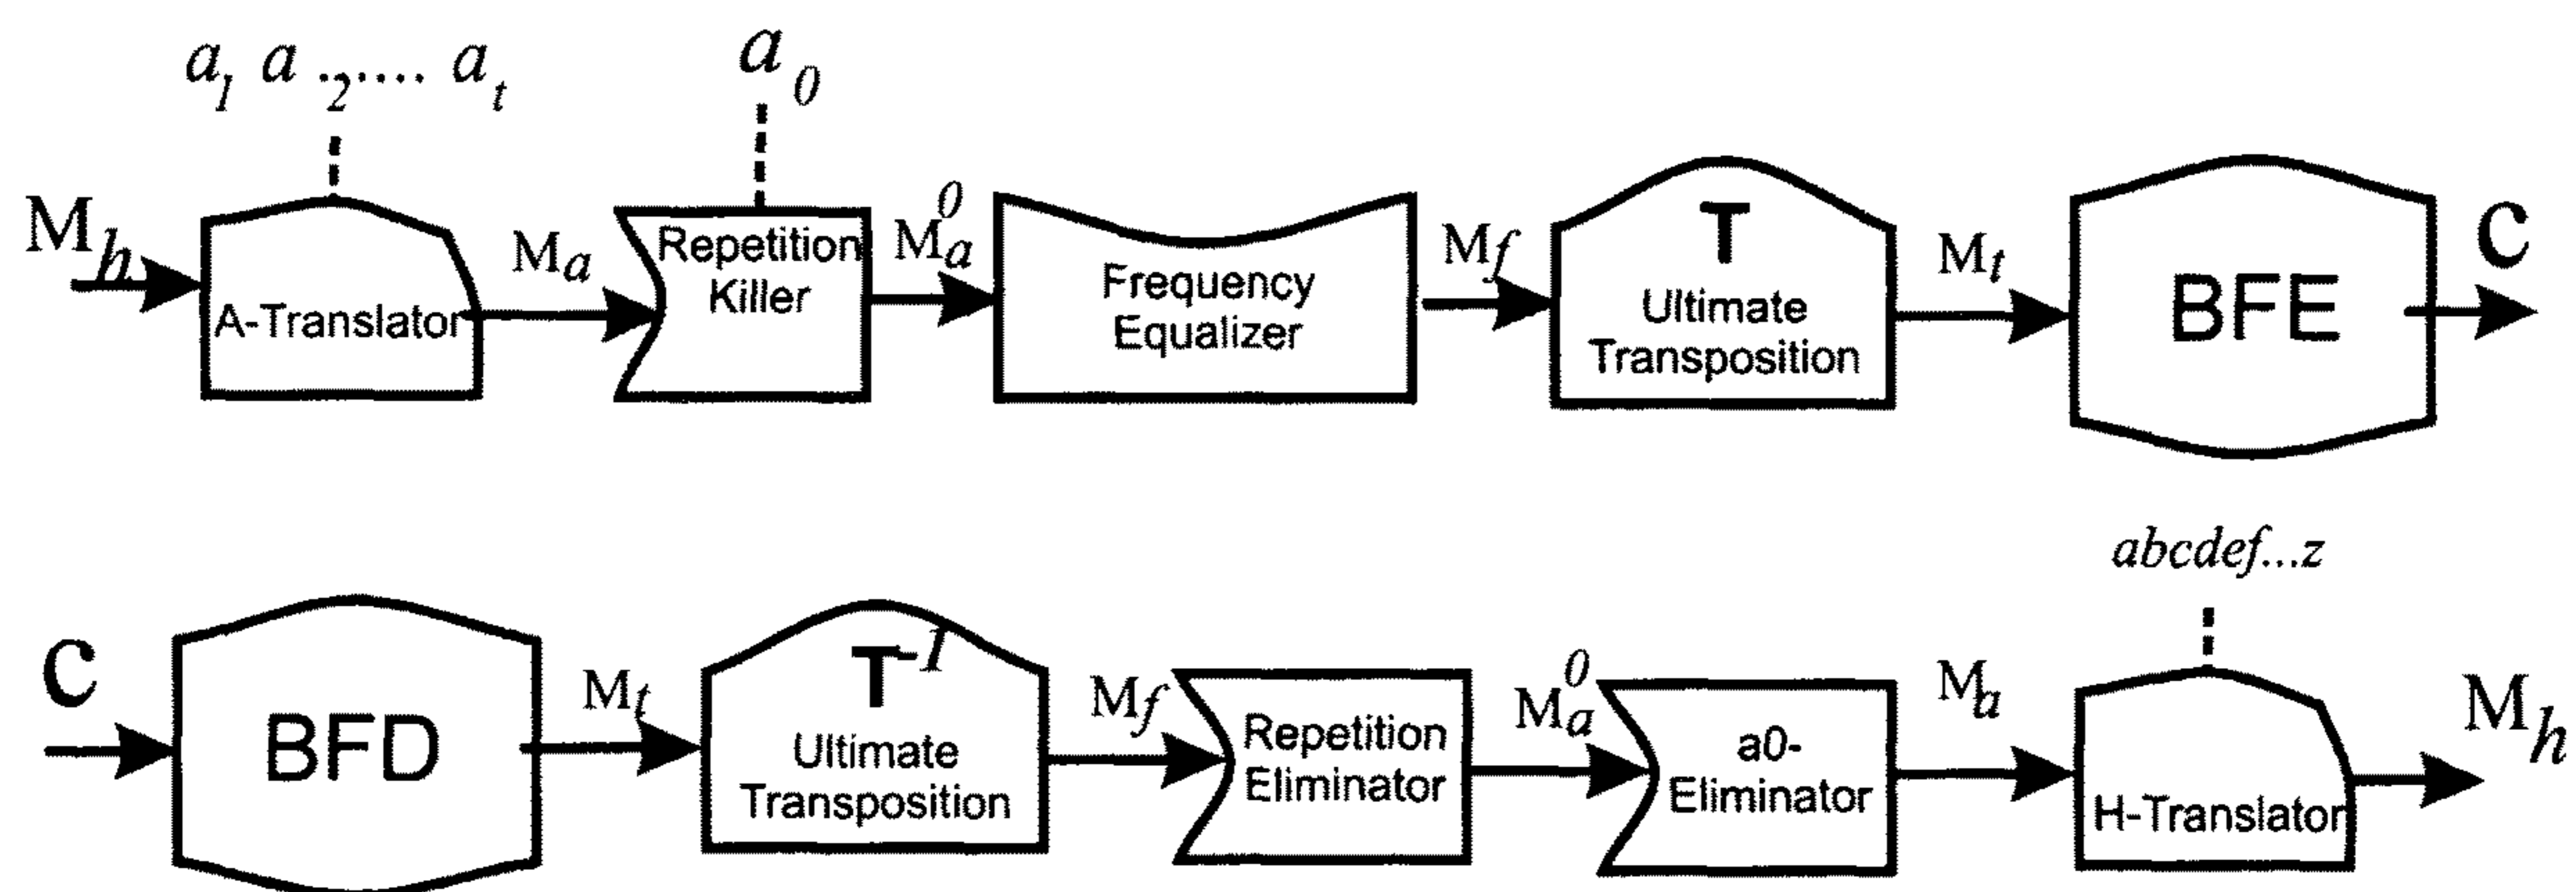 a₁ a ₂...... aₜ
a₀
Mₕ
A-Translator
Mₐ
Repetition
Killer
Mₐ⁰
Frequency
Equalizer
M𝑓
T
Ultimate
Transposition
Mₜ
BFE
C
abcdef...z
C
BFD
Mₜ
T⁻¹
Ultimate
Transposition
M𝑓
Repetition
Eliminator
Mₐ⁰
a0-
Eliminator
Mₐ
H-Translator
Mₕ